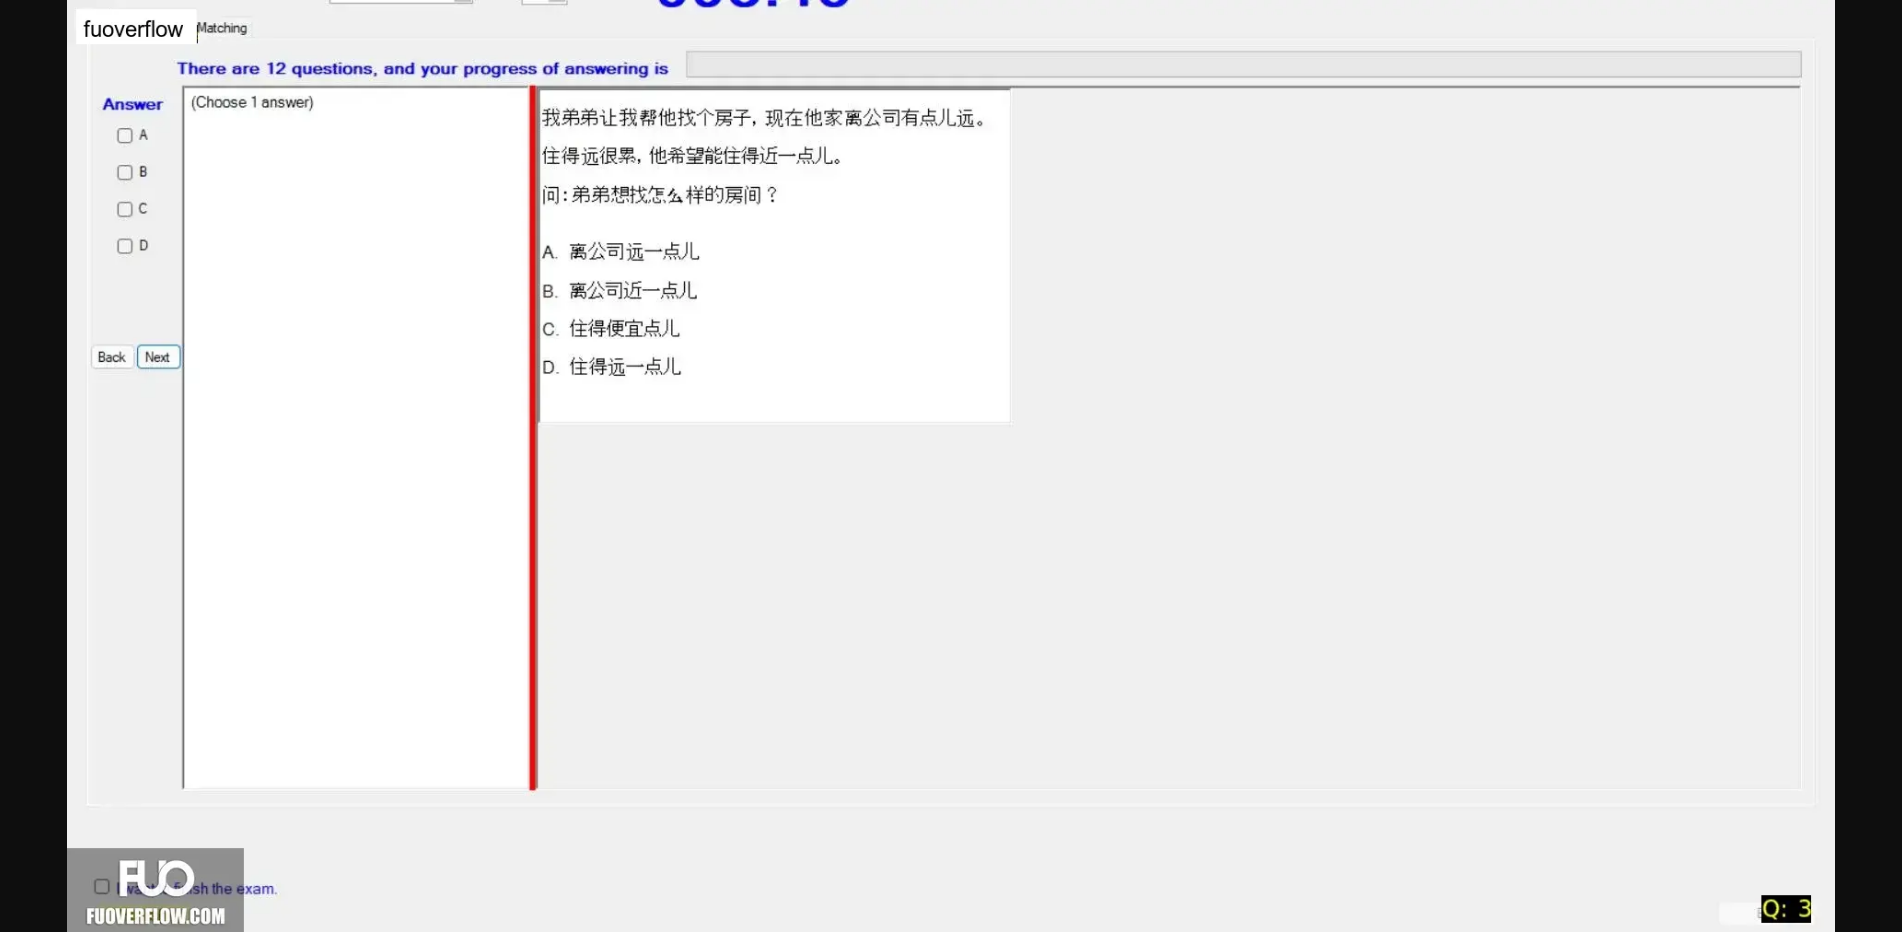 fuoverflow
Matching
There are 12 questions, and your progress of answering is
Answer
(Choose 1 answer)
A
B
C
D
Back
Next
我弟弟让我帮他找个房子, 现在他家离公司有点儿远。
住得远很累, 他希望能住得近一点儿。
问: 弟弟想找怎么样的房间？
A. 离公司远一点儿
B. 离公司近一点儿
C. 住得便宜点儿
D. 住得远一点儿
FUO
the exam.
FUOVERFLOW.COM
Q: 3